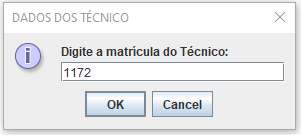 DADOS DOS TÉCNICO
Digite a matrícula do Técnico:
1172
OK Cancel